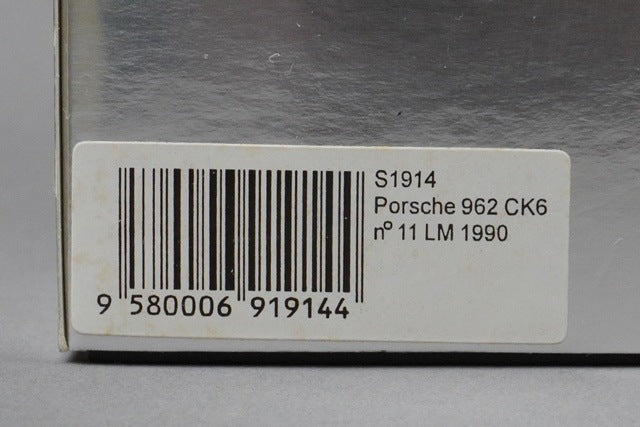 S1914
Porsche 962 CK6
nº 11 LM 1990
9 580006 919144